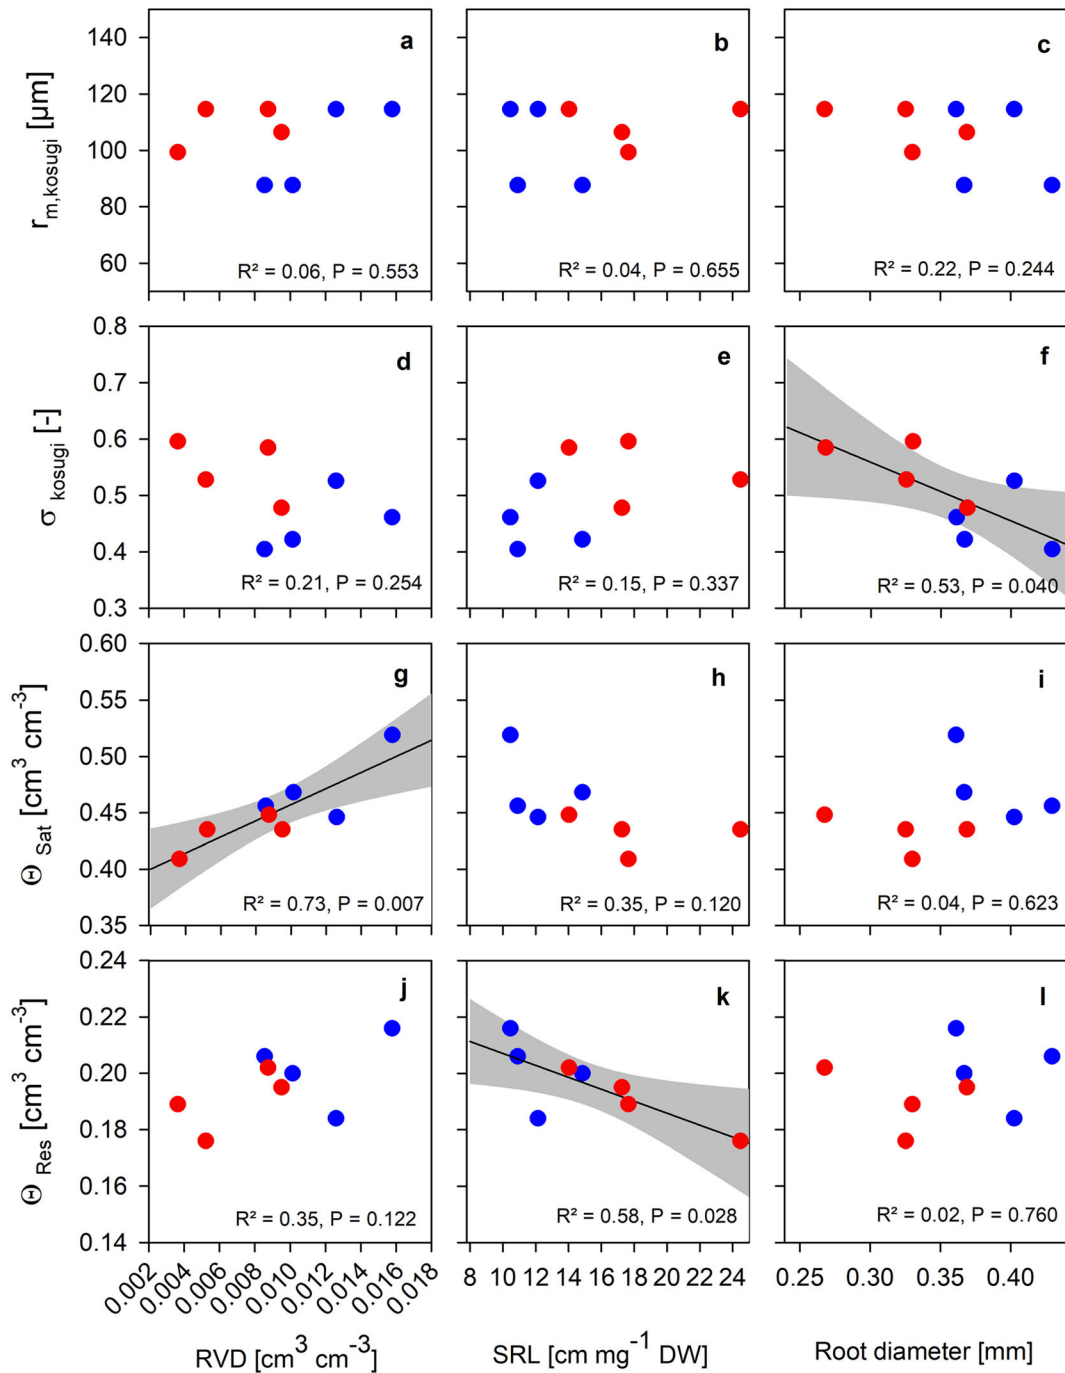 a
b
c
r m,kosugi [µm]
140
120
100
80
60
R² = 0.06, P = 0.553
R² = 0.04, P = 0.655
R² = 0.22, P = 0.244
d
e
f
σ kosugi [-]
0.8
0.7
0.6
0.5
0.4
0.3
R² = 0.21, P = 0.254
R² = 0.15, P = 0.337
R² = 0.53, P = 0.040
g
h
i
Θ Sat [cm³ cm⁻³]
0.60
0.55
0.50
0.45
0.40
0.35
R² = 0.73, P = 0.007
R² = 0.35, P = 0.120
R² = 0.04, P = 0.623
j
k
l
Θ Res [cm³ cm⁻³]
0.24
0.22
0.20
0.18
0.16
0.14
R² = 0.35, P = 0.122
R² = 0.58, P = 0.028
R² = 0.02, P = 0.760
0.002 0.004 0.006 0.008 0.010 0.012 0.014 0.016 0.018
8 10 12 14 16 18 20 22 24
0.25 0.30 0.35 0.40
RVD [cm³ cm⁻³]
SRL [cm mg⁻¹ DW]
Root diameter [mm]